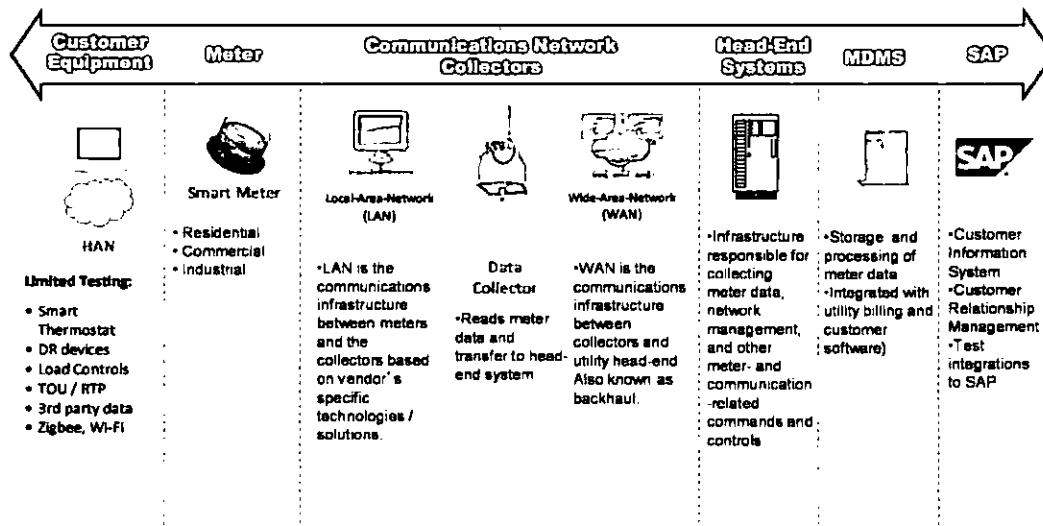 Customer
Equipment
Meter
Communications Network
Collectors
Head-End
Systems
MDMS
SAP
HAN
Limited Testing:
• Smart
Thermostat
• DR devices
• Load Controls
• TOU / RTP
• 3rd party data
• Zigbee, Wi-Fi
Smart Meter
•Residential
•Commercial
•Industrial
Local-Area-Network
(LAN)
•LAN is the
communications
infrastructure
between meters
and the
collectors based
on vendor's
specific
technologies /
solutions.
Data
Collector
•Reads meter
data and
transfer to head-
end system
Wide-Area-Network
(WAN)
•WAN is the
communications
infrastructure
between
collectors and
utility head-end
Also known as
backhaul.
•Infrastructure
responsible for
collecting
meter data,
network
management,
and other
meter- and
communication
-related
commands and
controls
•Storage and
processing of
meter data
•Integrated with
utility billing and
customer
software)
SAP
•Customer
Information
System
•Customer
Relationship
Management
•Test
integrations
to SAP